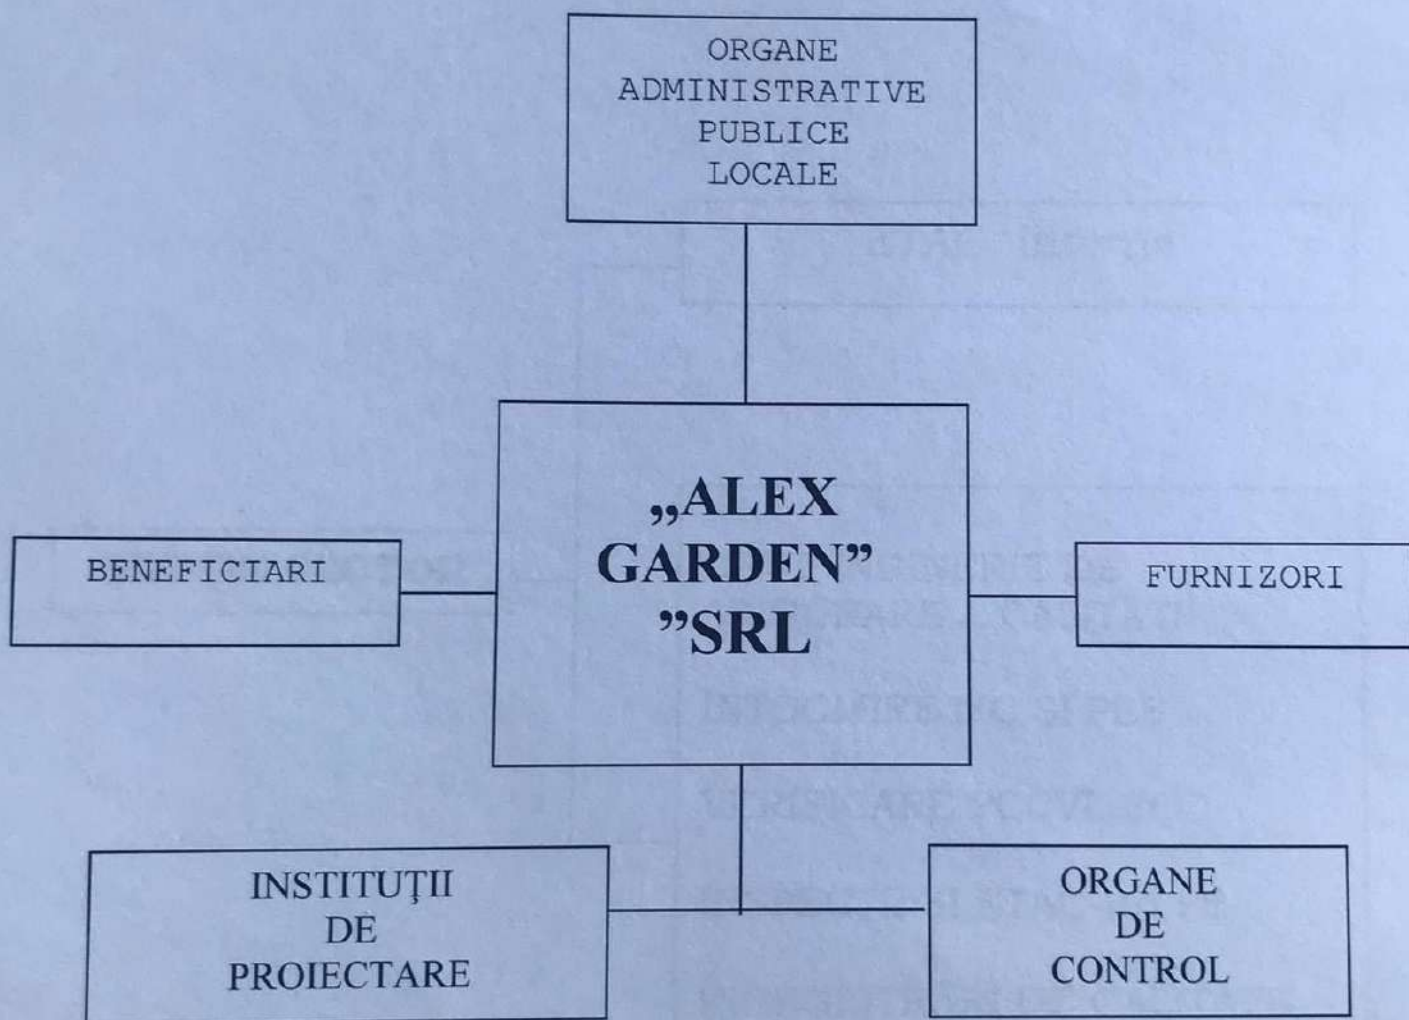 ORGANE
ADMINISTRATIVE
PUBLICE
LOCALE
„ALEX
GARDEN”
”SRL
BENEFICIARI
FURNIZORI
INSTITUŢII
DE
PROIECTARE
ORGANE
DE
CONTROL